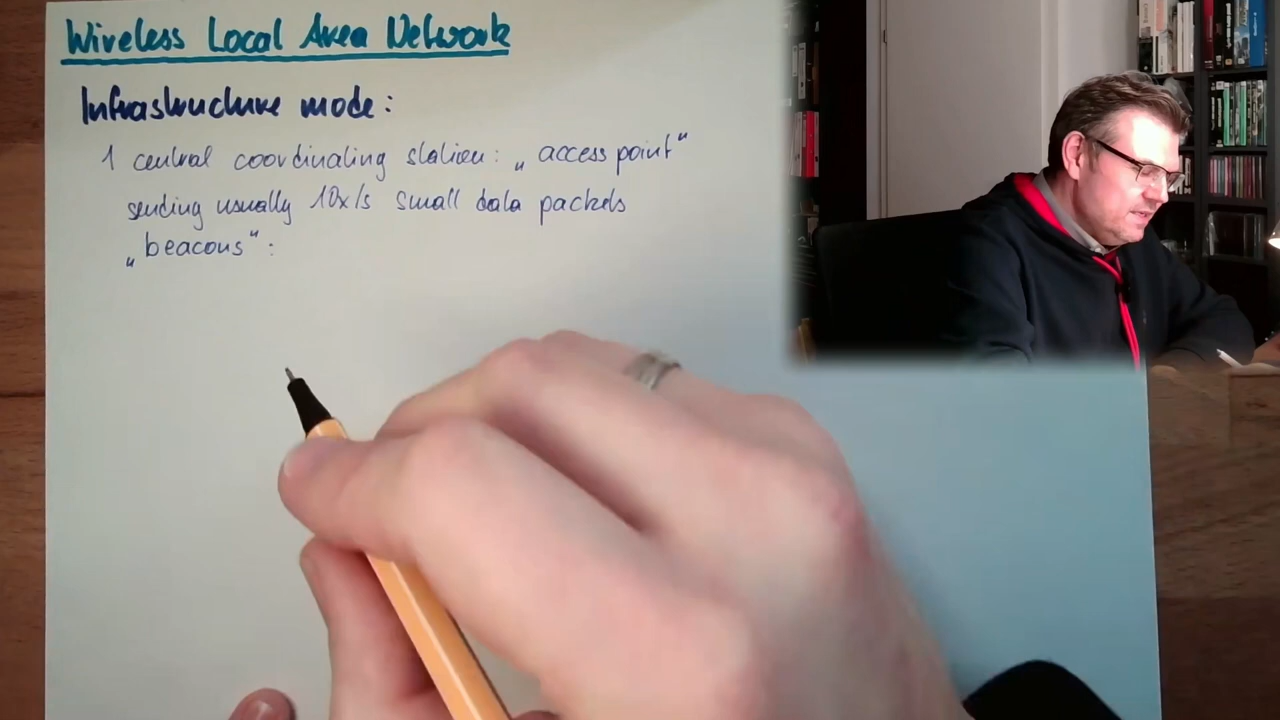 Wireless Local Area Network
Infrastructure mode:
1 central coordinating station: „access point“
sending usually 10x/s small data packets
„beacons“: